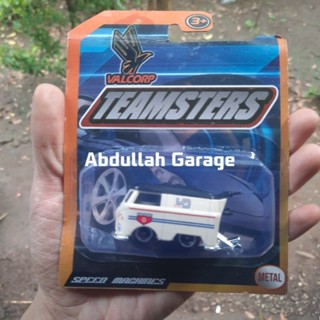 3+
VALCORP
TEAMSTERS
Abdullah Garage
SPEED MACHINES
METAL